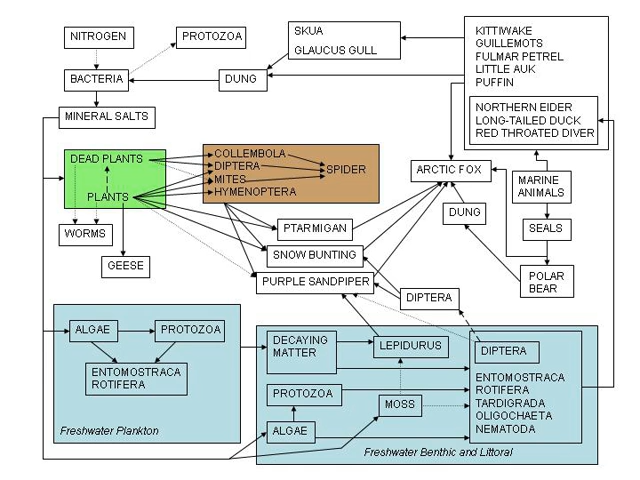 NITROGEN
PROTOZOA
SKUA
GLAUCUS GULL
KITTIWAKE
GUILLEMOTS
FULMAR PETREL
LITTLE AUK
PUFFIN
BACTERIA
DUNG
NORTHERN EIDER
LONG-TAILED DUCK
RED THROATED DIVER
MINERAL SALTS
DEAD PLANTS
PLANTS
COLLEMBOLA
DIPTERA
MITES
HYMENOPTERA
SPIDER
ARCTIC FOX
MARINE
ANIMALS
DUNG
SEALS
POLAR
BEAR
WORMS
GEESE
PTARMIGAN
SNOW BUNTING
PURPLE SANDPIPER
DIPTERA
ALGAE
PROTOZOA
ENTOMOSTRACA
ROTIFERA
Freshwater Plankton
DECAYING
MATTER
LEPIDURUS
DIPTERA
PROTOZOA
MOSS
ALGAE
ENTOMOSTRACA
ROTIFERA
TARDIGRADA
OLIGOCHAETA
NEMATODA
Freshwater Benthic and Littoral